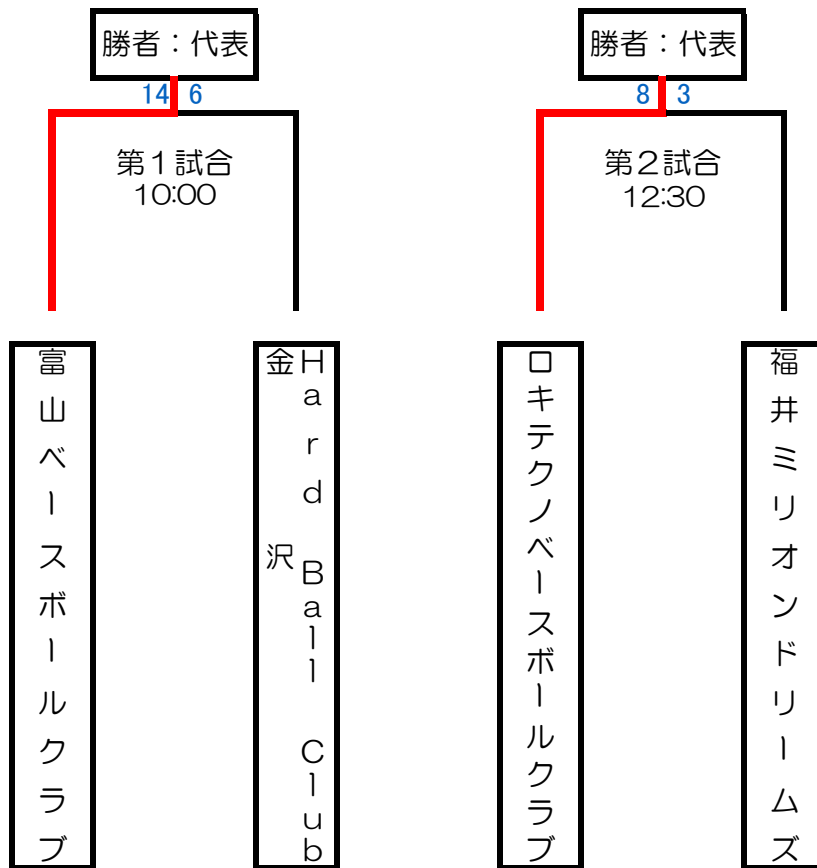 勝者：代表
14 6
第１試合
10:00
富山ベースボールクラブ
金沢
Hard Ball Club
勝者：代表
8 3
第２試合
12:30
ロキテクノベースボールクラブ
福井ミリオンドリームズ